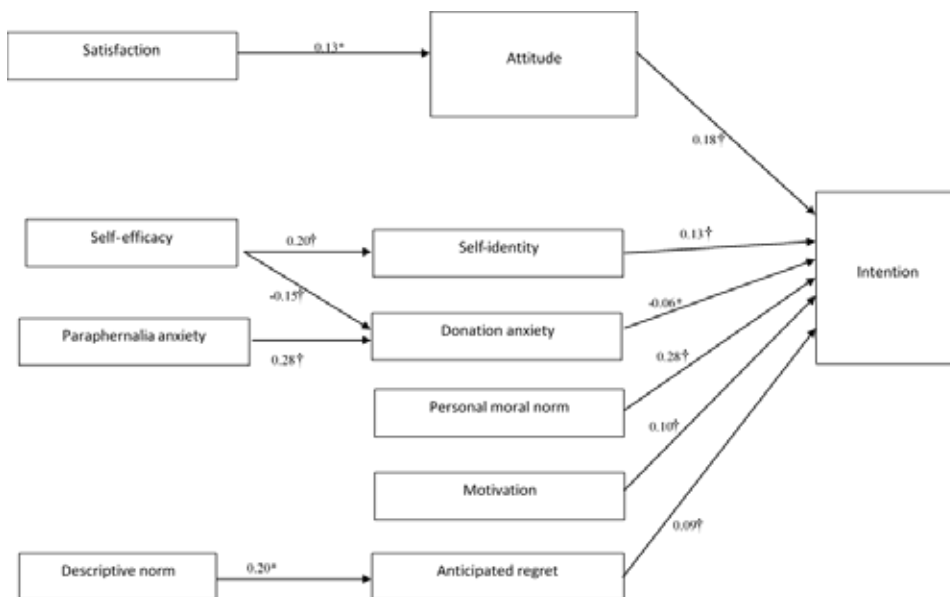 Satisfaction
0.13*
Attitude
0.18†
Self-efficacy
0.20†
Self-identity
0.13†
Intention
-0.15†
Donation anxiety
-0.06*
Paraphernalia anxiety
0.28†
0.28†
Personal moral norm
0.10†
Motivation
0.09†
Descriptive norm
0.20*
Anticipated regret